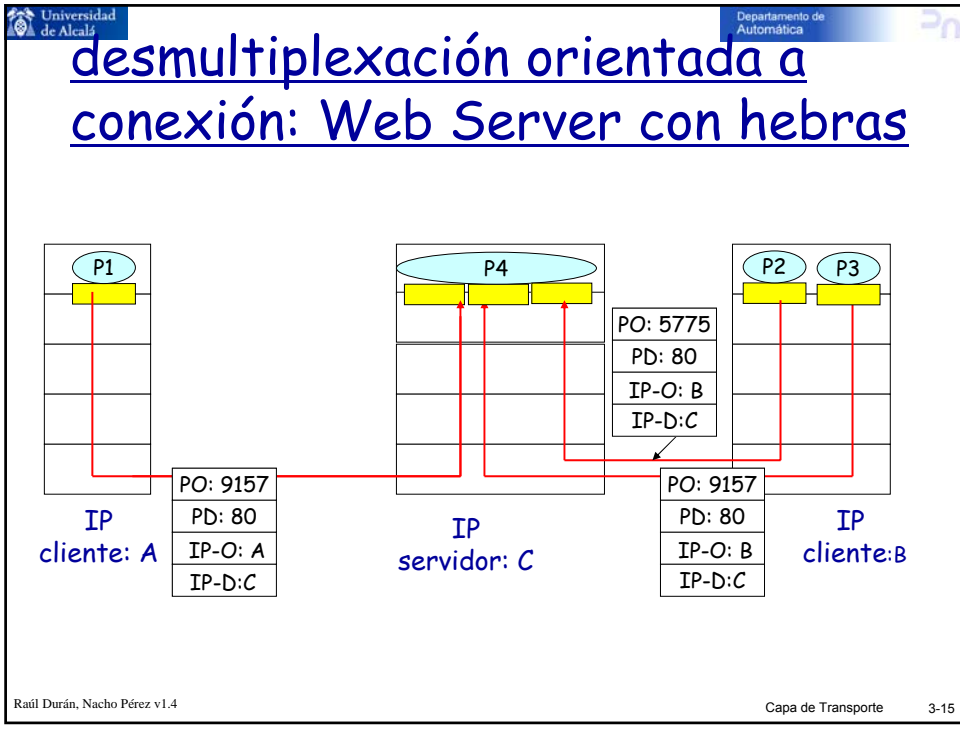 Universidad
de Alcalá
Departamento de
Automática
desmultiplexación orientada a
conexión: Web Server con hebras
P1
P4
P2
P3
PO: 5775
PD: 80
IP-O: B
IP-D:C
PO: 9157
PD: 80
IP-O: A
IP-D:C
PO: 9157
PD: 80
IP-O: B
IP-D:C
IP
cliente: A
IP
servidor: C
IP
cliente:B
Raúl Durán, Nacho Pérez v1.4
Capa de Transporte
3-15